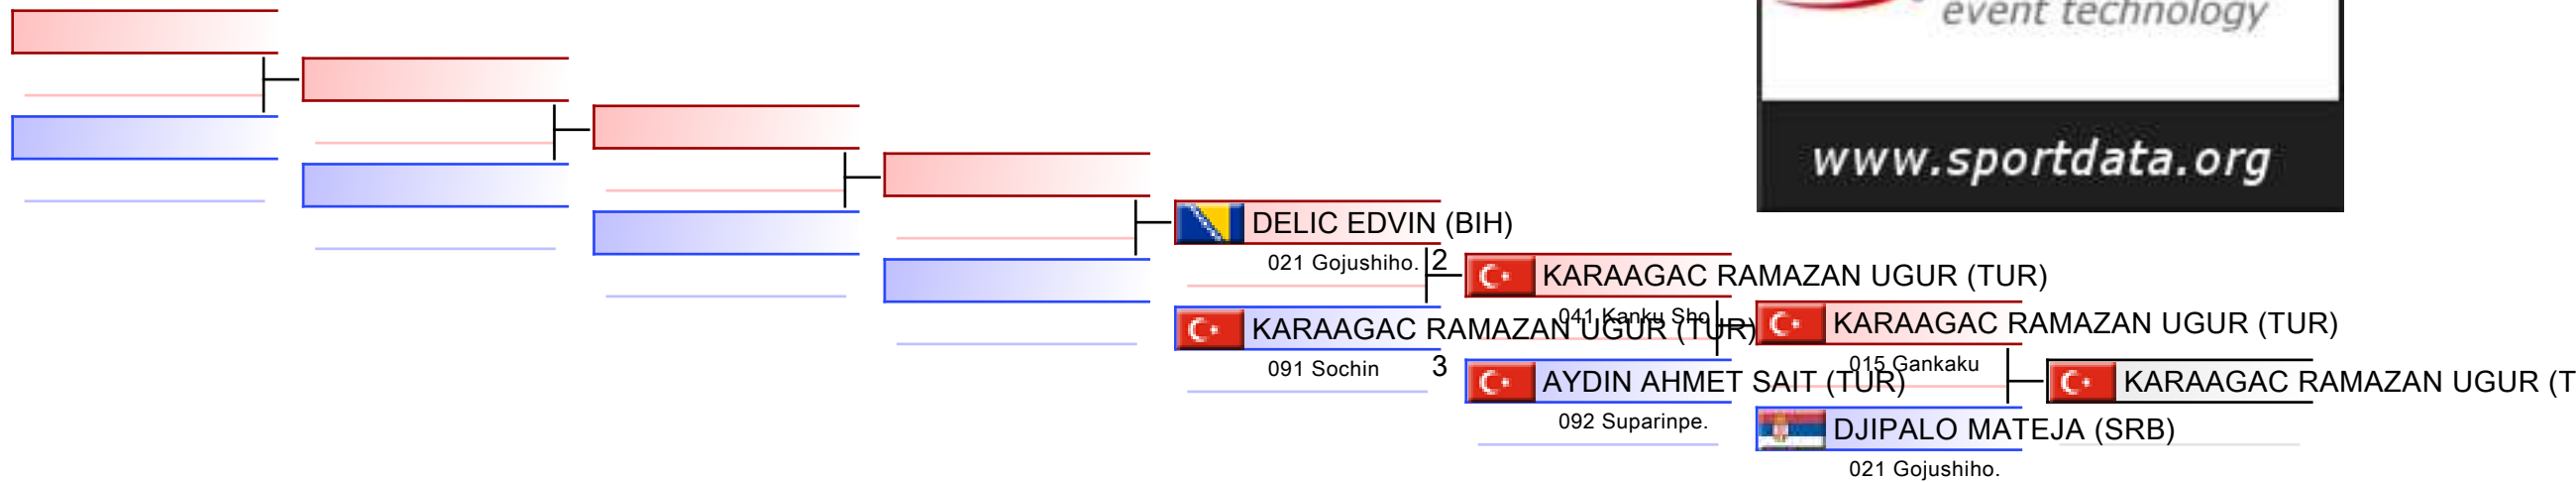 event technology
www.sportdata.org
DELIC EDVIN (BIH)
021 Gojushiho.
2
KARAAGAC RAMAZAN UGUR (TUR)
041 Kanku Sho
KARAAGAC RAMAZAN UGUR (TUR)
091 Sochin
3
KARAAGAC RAMAZAN UGUR (TUR)
015 Gankaku
AYDIN AHMET SAIT (TUR)
092 Suparinpe.
KARAAGAC RAMAZAN UGUR (T
DJIPALO MATEJA (SRB)
021 Gojushiho.